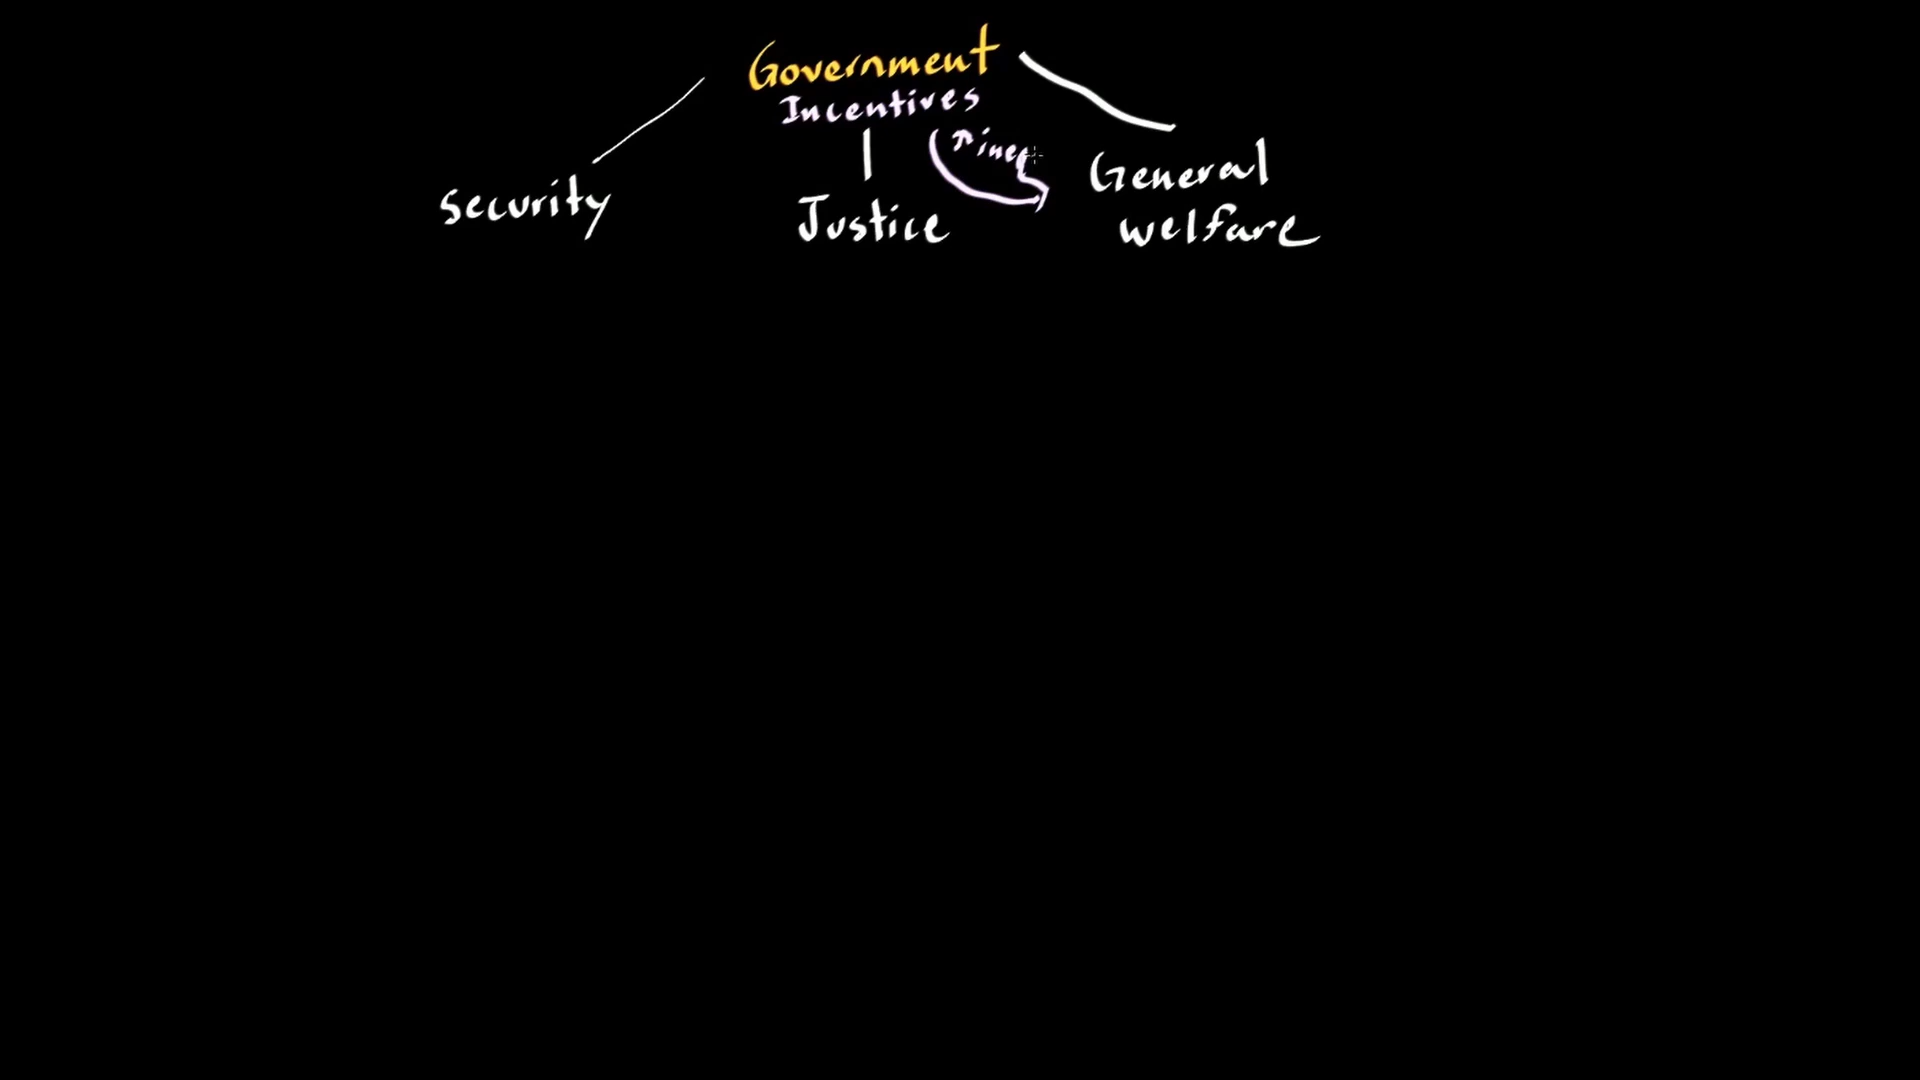 Government
Incentives
Security
Justice
General
welfare